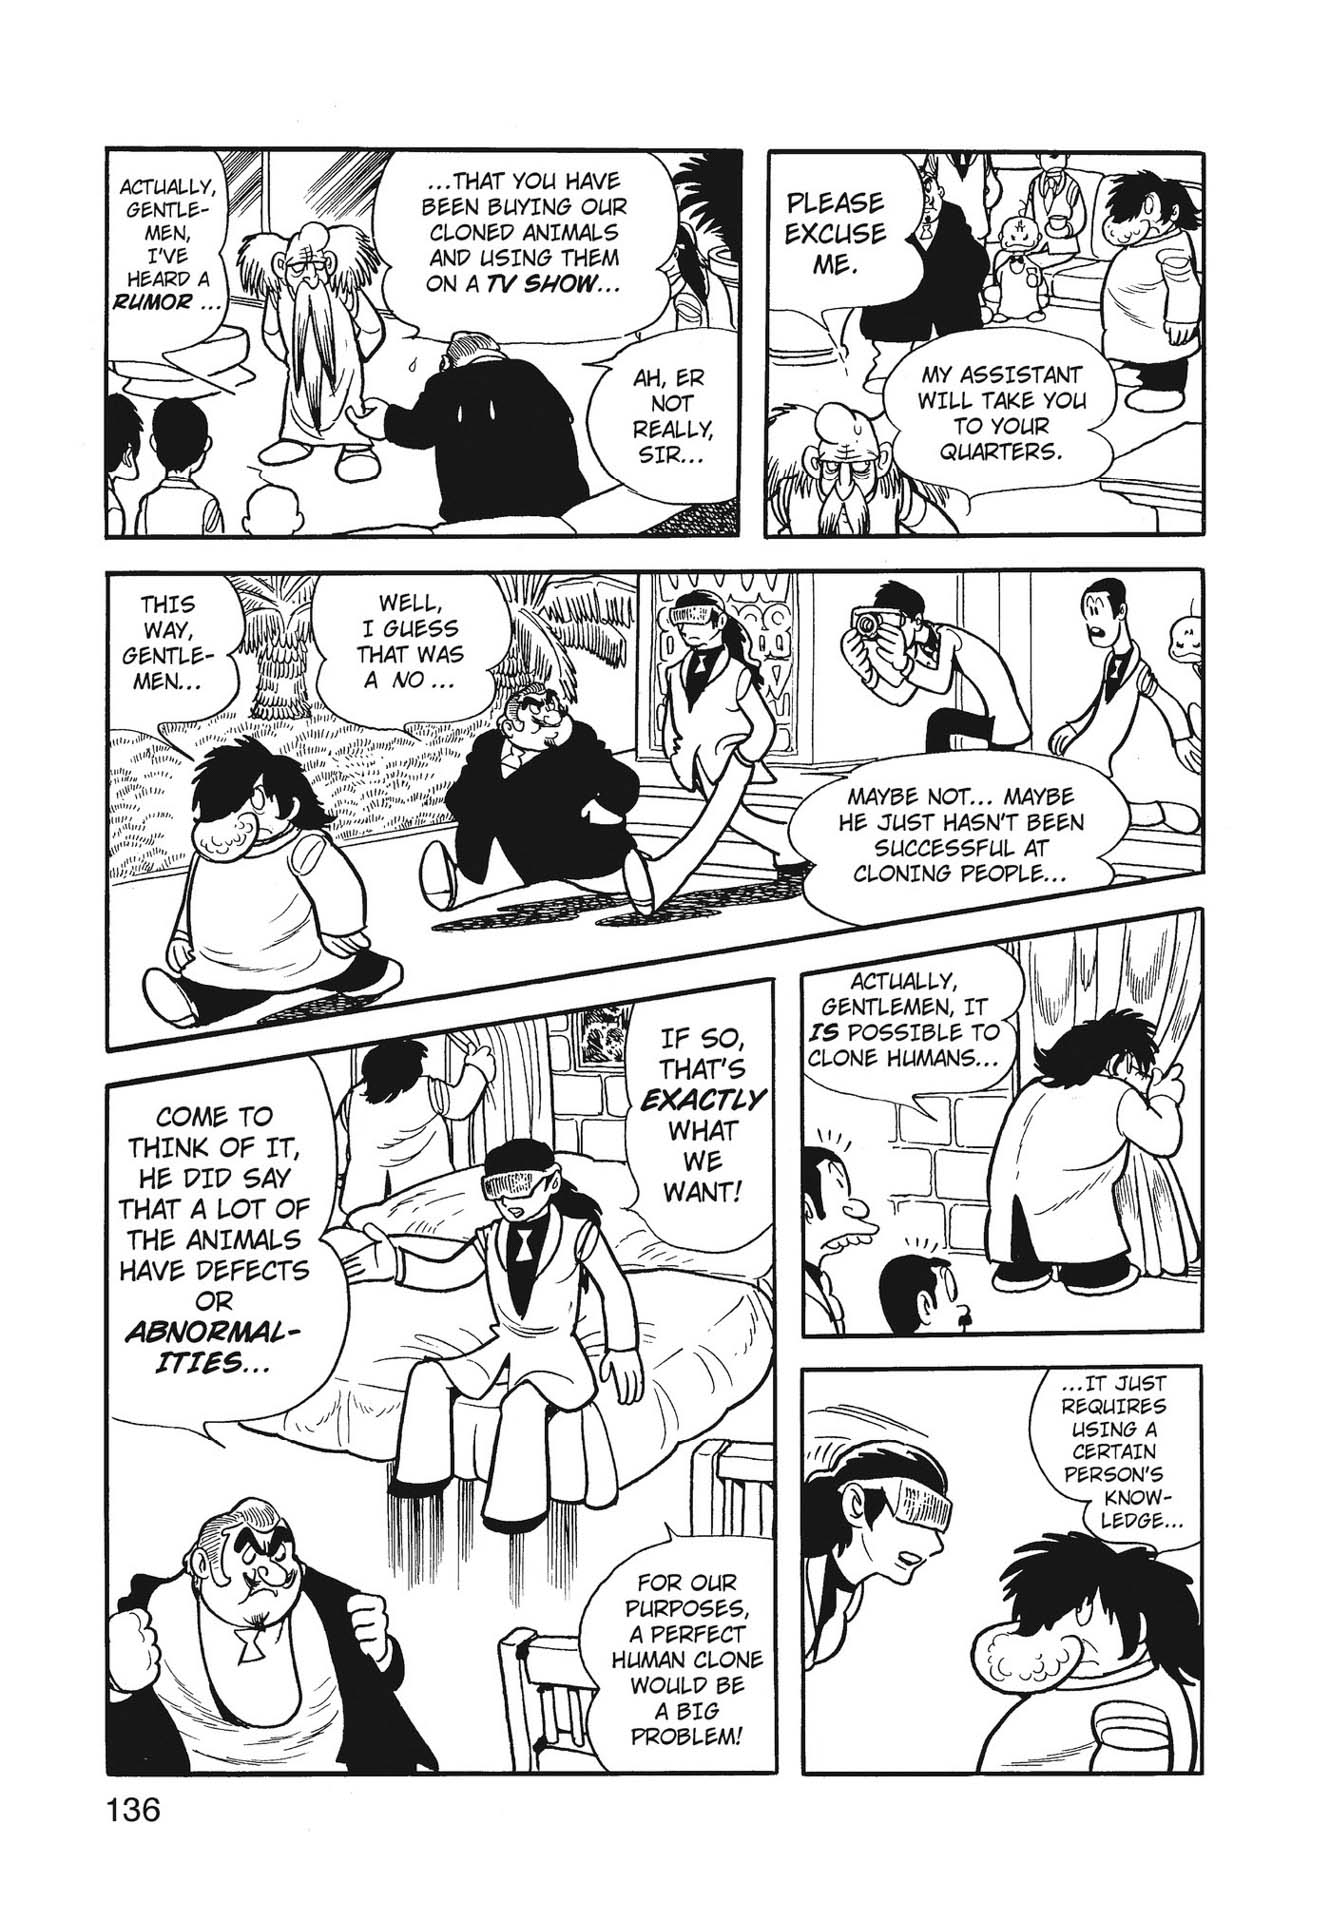 ACTUALLY,
GENTLE-
MEN,
I'VE
HEARD A
RUMOR ...
...THAT YOU HAVE
BEEN BUYING OUR
CLONED ANIMALS
AND USING THEM
ON A TV SHOW...
AH, ER
NOT
REALLY,
SIR...
PLEASE
EXCUSE
ME.
MY ASSISTANT
WILL TAKE YOU
TO YOUR
QUARTERS.
THIS
WAY,
GENTLE-
MEN...
WELL,
I GUESS
THAT WAS
A NO ...
MAYBE NOT... MAYBE
HE JUST HASN'T BEEN
SUCCESSFUL AT
CLONING PEOPLE...
COME TO
THINK OF IT,
HE DID SAY
THAT A LOT OF
THE ANIMALS
HAVE DEFECTS
OR
ABNORMAL-
ITIES...
IF SO,
THAT'S
EXACTLY
WHAT
WE
WANT!
FOR OUR
PURPOSES,
A PERFECT
HUMAN CLONE
WOULD BE
A BIG
PROBLEM!
ACTUALLY,
GENTLEMEN, IT
IS POSSIBLE TO
CLONE HUMANS...
...IT JUST
REQUIRES
USING A
CERTAIN
PERSON'S
KNOW-
LEDGE...
136